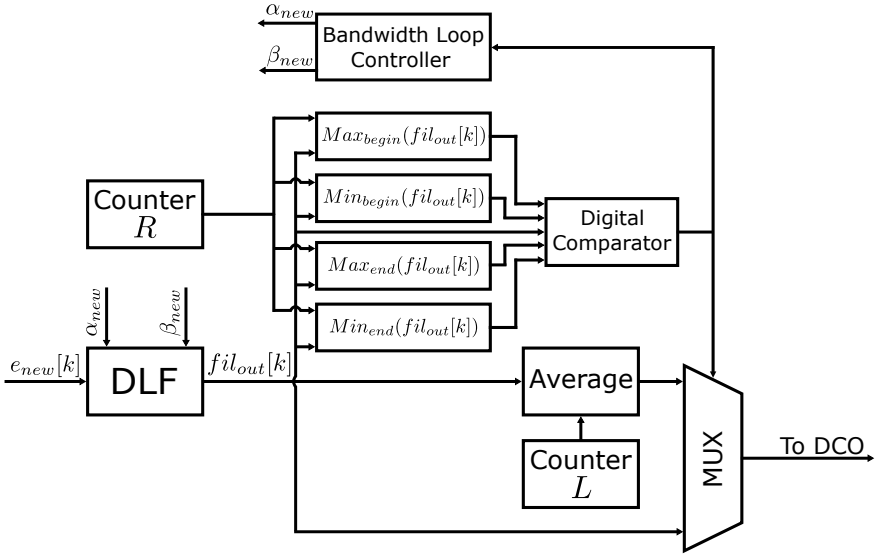 α_new
Bandwidth Loop
Controller
β_new
Max_begin(fil_out[k])
Min_begin(fil_out[k])
Counter
R
Digital
Comparator
Max_end(fil_out[k])
Min_end(fil_out[k])
α_new
β_new
e_new[k]
DLF
fil_out[k]
Average
Counter
L
MUX
To DCO